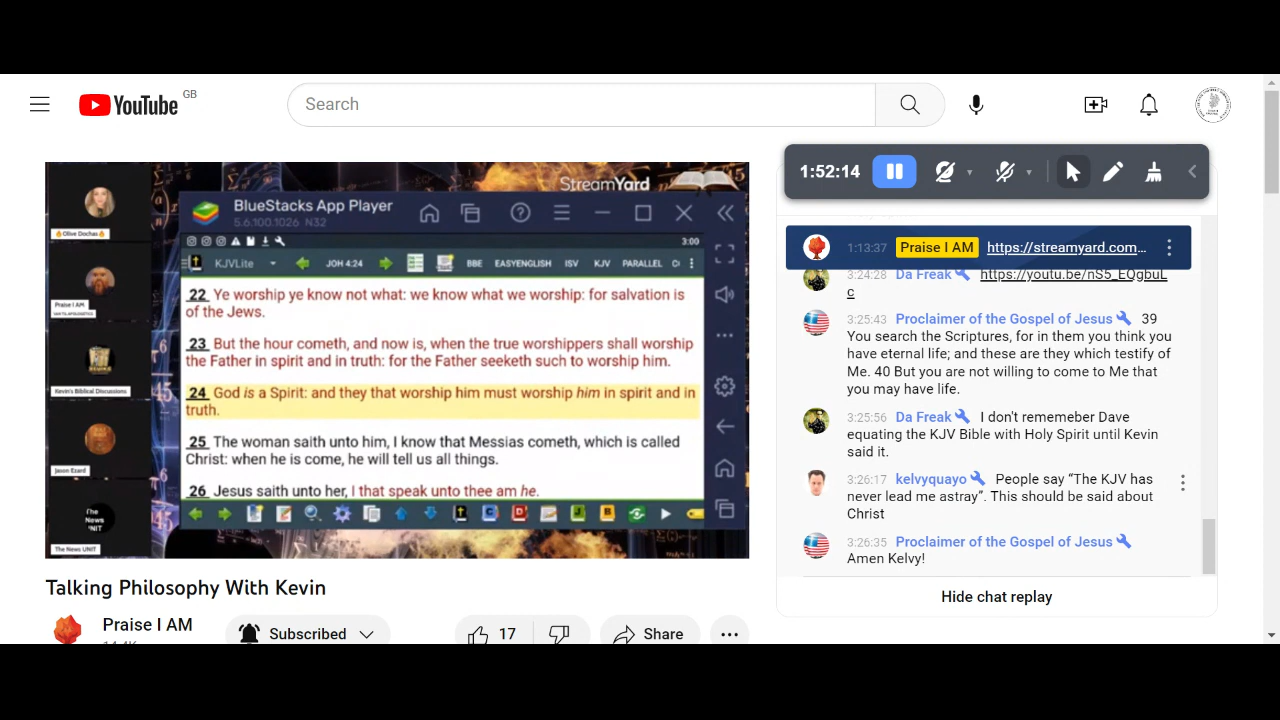 YouTube GB
Search
1:52:14
StreamYard
BlueStacks App Player
5.6.100.1026 N32
3:00
KJVLite JOH 4:24 BBE EASYENGLISH ISV KJV PARALLEL
22 Ye worship ye know not what: we know what we worship: for salvation is
of the Jews.
23 But the hour cometh, and now is, when the true worshippers shall worship
the Father in spirit and in truth: for the Father seeketh such to worship him.
24 God is a Spirit: and they that worship him must worship him in spirit and in
truth.
25 The woman saith unto him, I know that Messias cometh, which is called
Christ: when he is come, he will tell us all things.
26 Jesus saith unto her, I that speak unto thee am he.
Olive Dochas
Praise I AM
Kevin's Biblical Discussions
Jason Ezard
The
News
UNIT
The News UNIT
1:13:37 Praise I AM https://streamyard.com...
3:24:28 Da Freak https://youtu.be/nS5_EQgbuL
c
3:25:43 Proclaimer of the Gospel of Jesus 39
You search the Scriptures, for in them you think you
have eternal life; and these are they which testify of
Me. 40 But you are not willing to come to Me that
you may have life.
3:25:56 Da Freak I don't rememeber Dave
equating the KJV Bible with Holy Spirit until Kevin
said it.
3:26:17 kelvyquayo People say “The KJV has
never lead me astray”. This should be said about
Christ
3:26:35 Proclaimer of the Gospel of Jesus
Amen Kelvy!
Hide chat replay
Talking Philosophy With Kevin
Praise I AM
Subscribed
17
Share